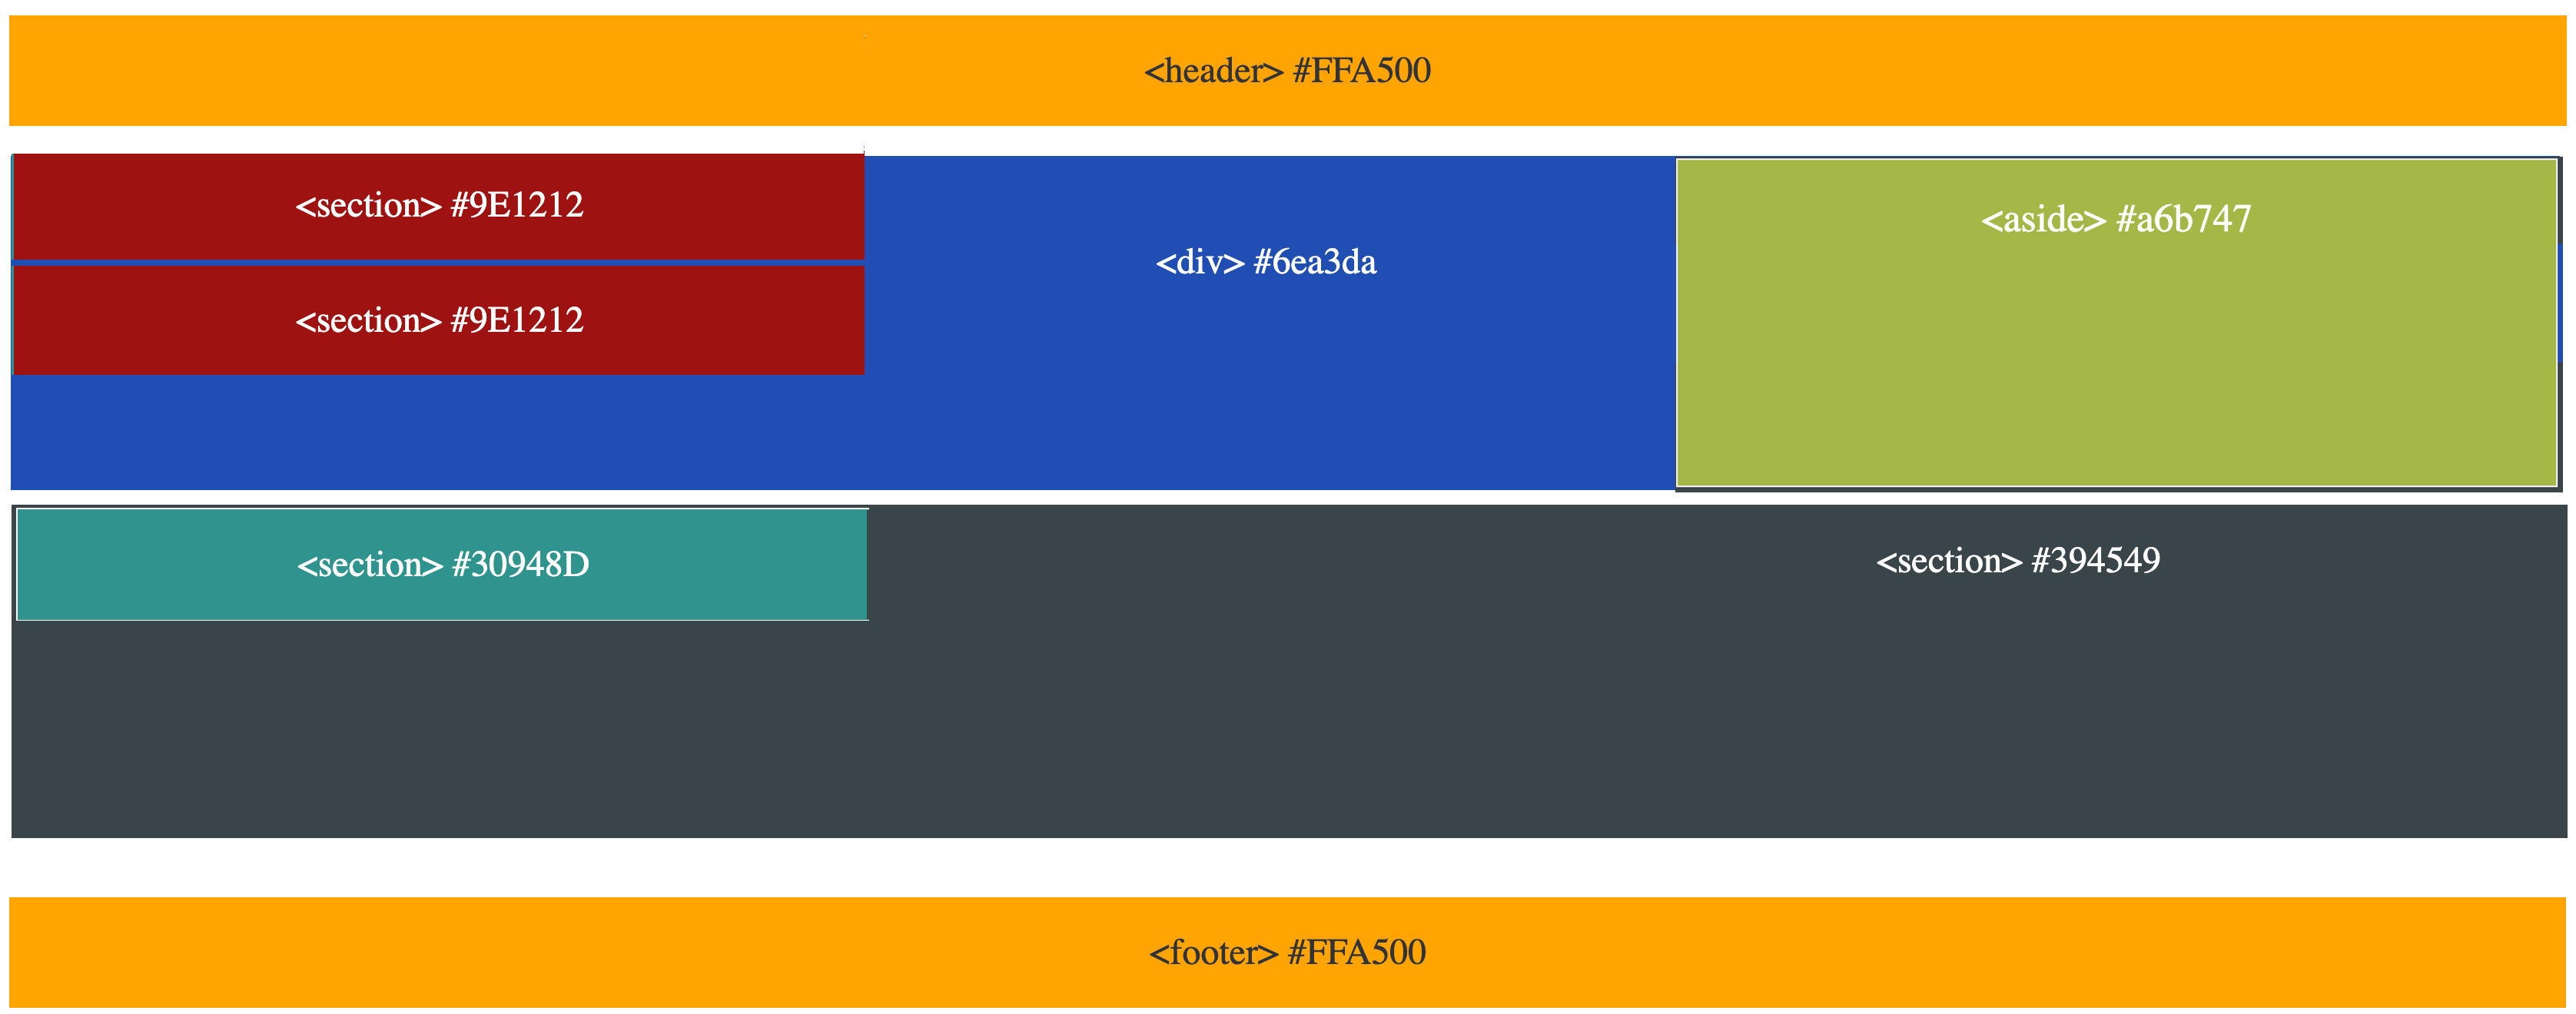 <header> #FFA500
<section> #9E1212
<section> #9E1212
<div> #6ea3da
<aside> #a6b747
<section> #30948D
<section> #394549
<footer> #FFA500